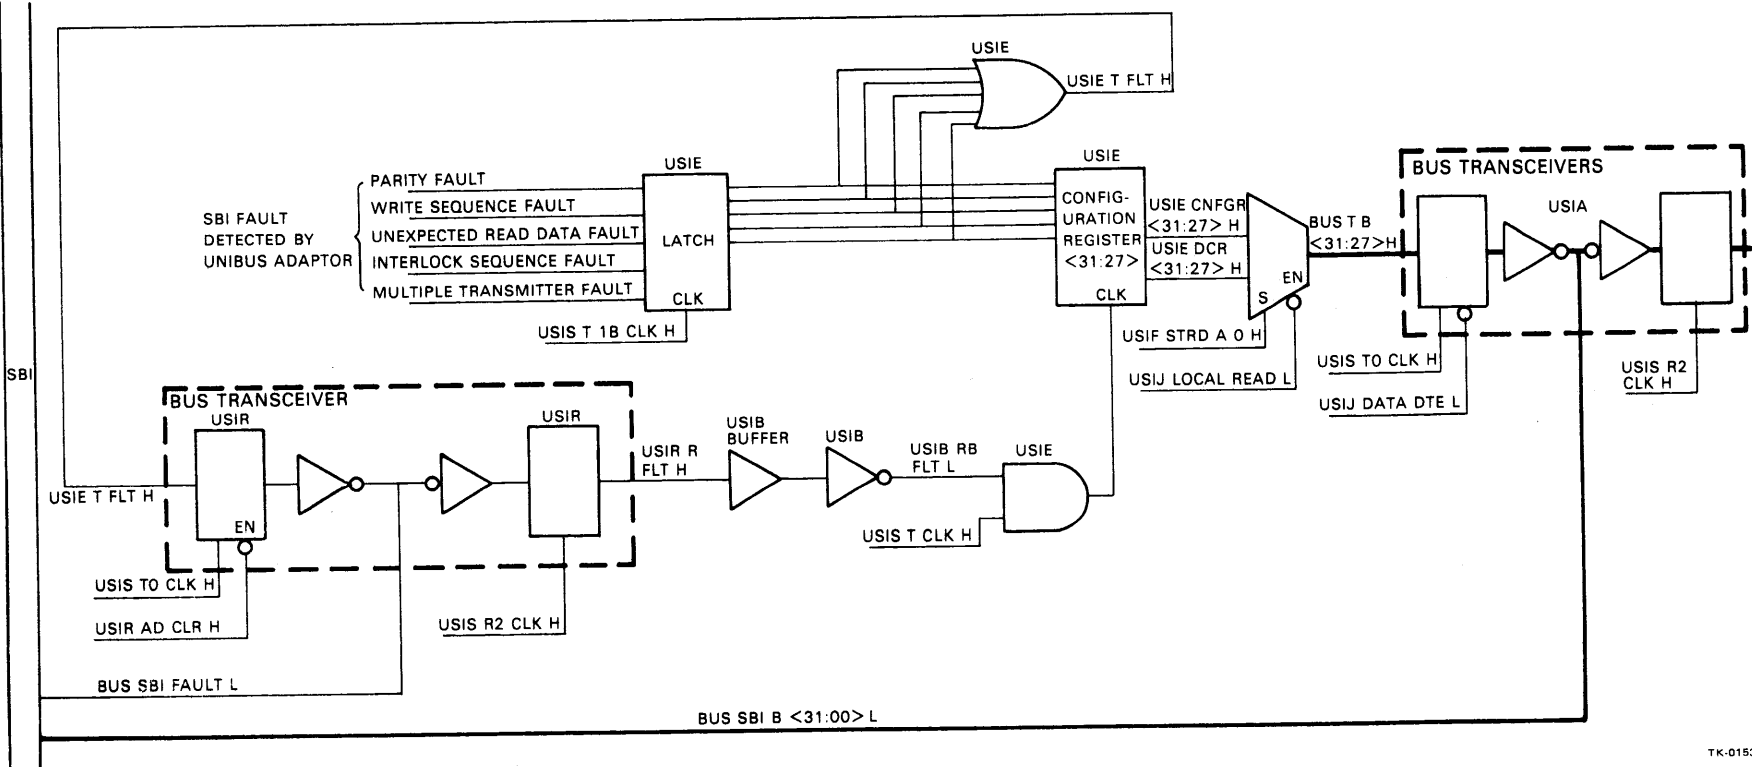 USIE
USIE T FLT H
USIE
PARITY FAULT
WRITE SEQUENCE FAULT
UNEXPECTED READ DATA FAULT
INTERLOCK SEQUENCE FAULT
MULTIPLE TRANSMITTER FAULT
SBI FAULT
DETECTED BY
UNIBUS ADAPTOR
LATCH
CLK
USIS T 1B CLK H
USIE
CONFIG-
URATION
REGISTER
<31:27>
CLK
USIE CNFGR
<31:27> H
USIE DCR
<31:27> H
EN
S
USIF STRD A 0 H
USIJ LOCAL READ L
BUS T B
<31:27>H
BUS TRANSCEIVERS
USIA
USIS T0 CLK H
USIJ DATA DTE L
USIS R2
CLK H
SBI
BUS TRANSCEIVER
USIR
EN
USIR
USIE T FLT H
USIS T0 CLK H
USIR AD CLR H
USIS R2 CLK H
USIR R
FLT H
USIB
BUFFER
USIB
USIB RB
FLT L
USIE
USIS T CLK H
BUS SBI FAULT L
BUS SBI B <31:00> L
TK-0153